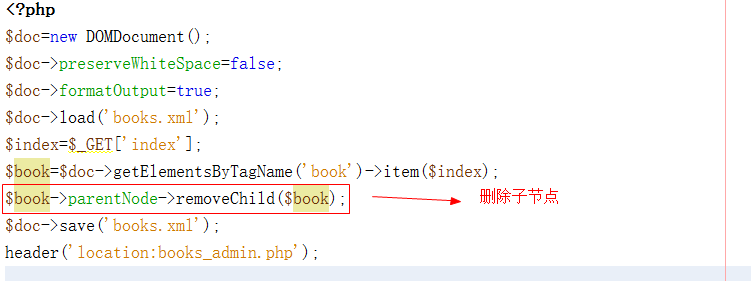 <?php
$doc=new DOMDocument();
$doc->preserveWhiteSpace=false;
$doc->formatOutput=true;
$doc->load('books.xml');
$index=$_GET['index'];
$book=$doc->getElementsByTagName('book')->item($index);
$book->parentNode->removeChild($book);
删除子节点
$doc->save('books.xml');
header('location:books_admin.php');